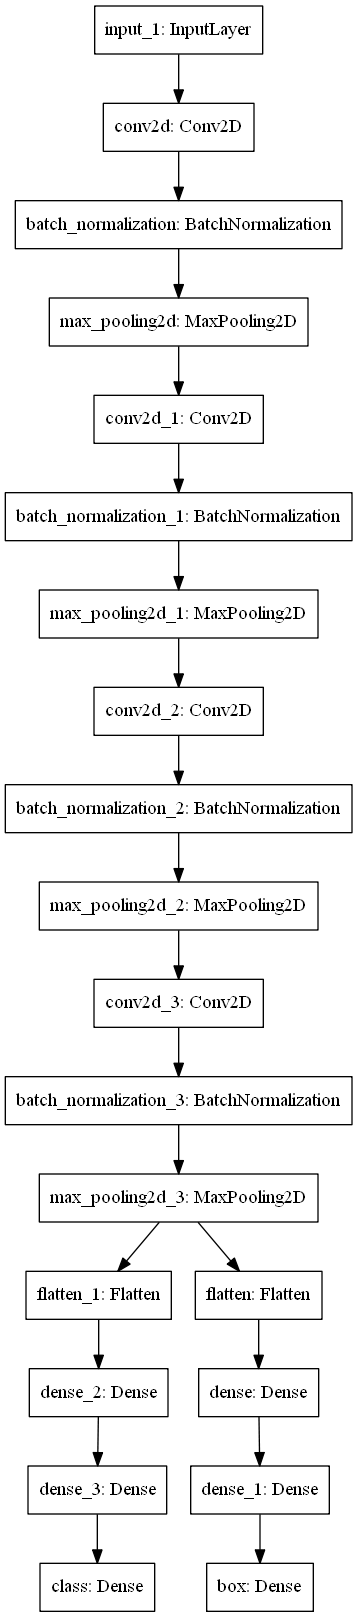 input_1: InputLayer
conv2d: Conv2D
batch_normalization: BatchNormalization
max_pooling2d: MaxPooling2D
conv2d_1: Conv2D
batch_normalization_1: BatchNormalization
max_pooling2d_1: MaxPooling2D
conv2d_2: Conv2D
batch_normalization_2: BatchNormalization
max_pooling2d_2: MaxPooling2D
conv2d_3: Conv2D
batch_normalization_3: BatchNormalization
max_pooling2d_3: MaxPooling2D
flatten_1: Flatten
flatten: Flatten
dense_2: Dense
dense: Dense
dense_3: Dense
dense_1: Dense
class: Dense
box: Dense